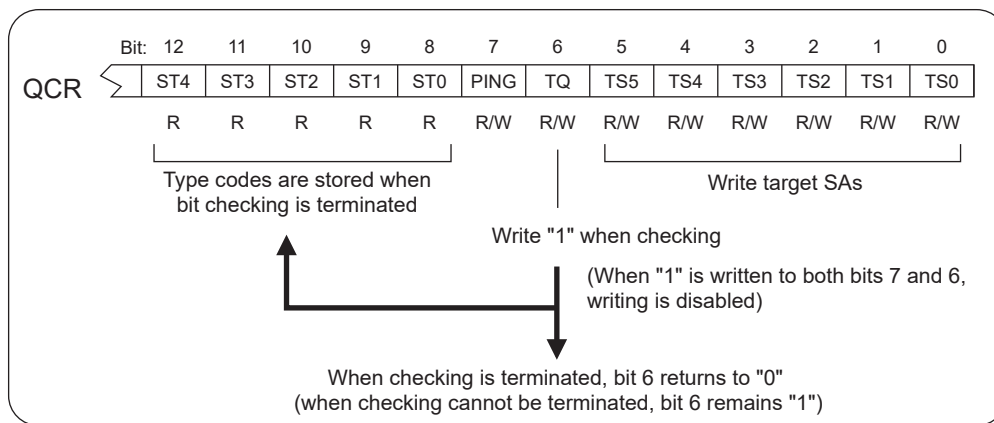 Bit: 12 11 10 9 8 7 6 5 4 3 2 1 0
QCR ST4 ST3 ST2 ST1 ST0 PING TQ TS5 TS4 TS3 TS2 TS1 TS0
R R R R R R/W R/W R/W R/W R/W R/W R/W R/W
Type codes are stored when
bit checking is terminated
Write target SAs
Write "1" when checking
(When "1" is written to both bits 7 and 6,
writing is disabled)
When checking is terminated, bit 6 returns to "0"
(when checking cannot be terminated, bit 6 remains "1")